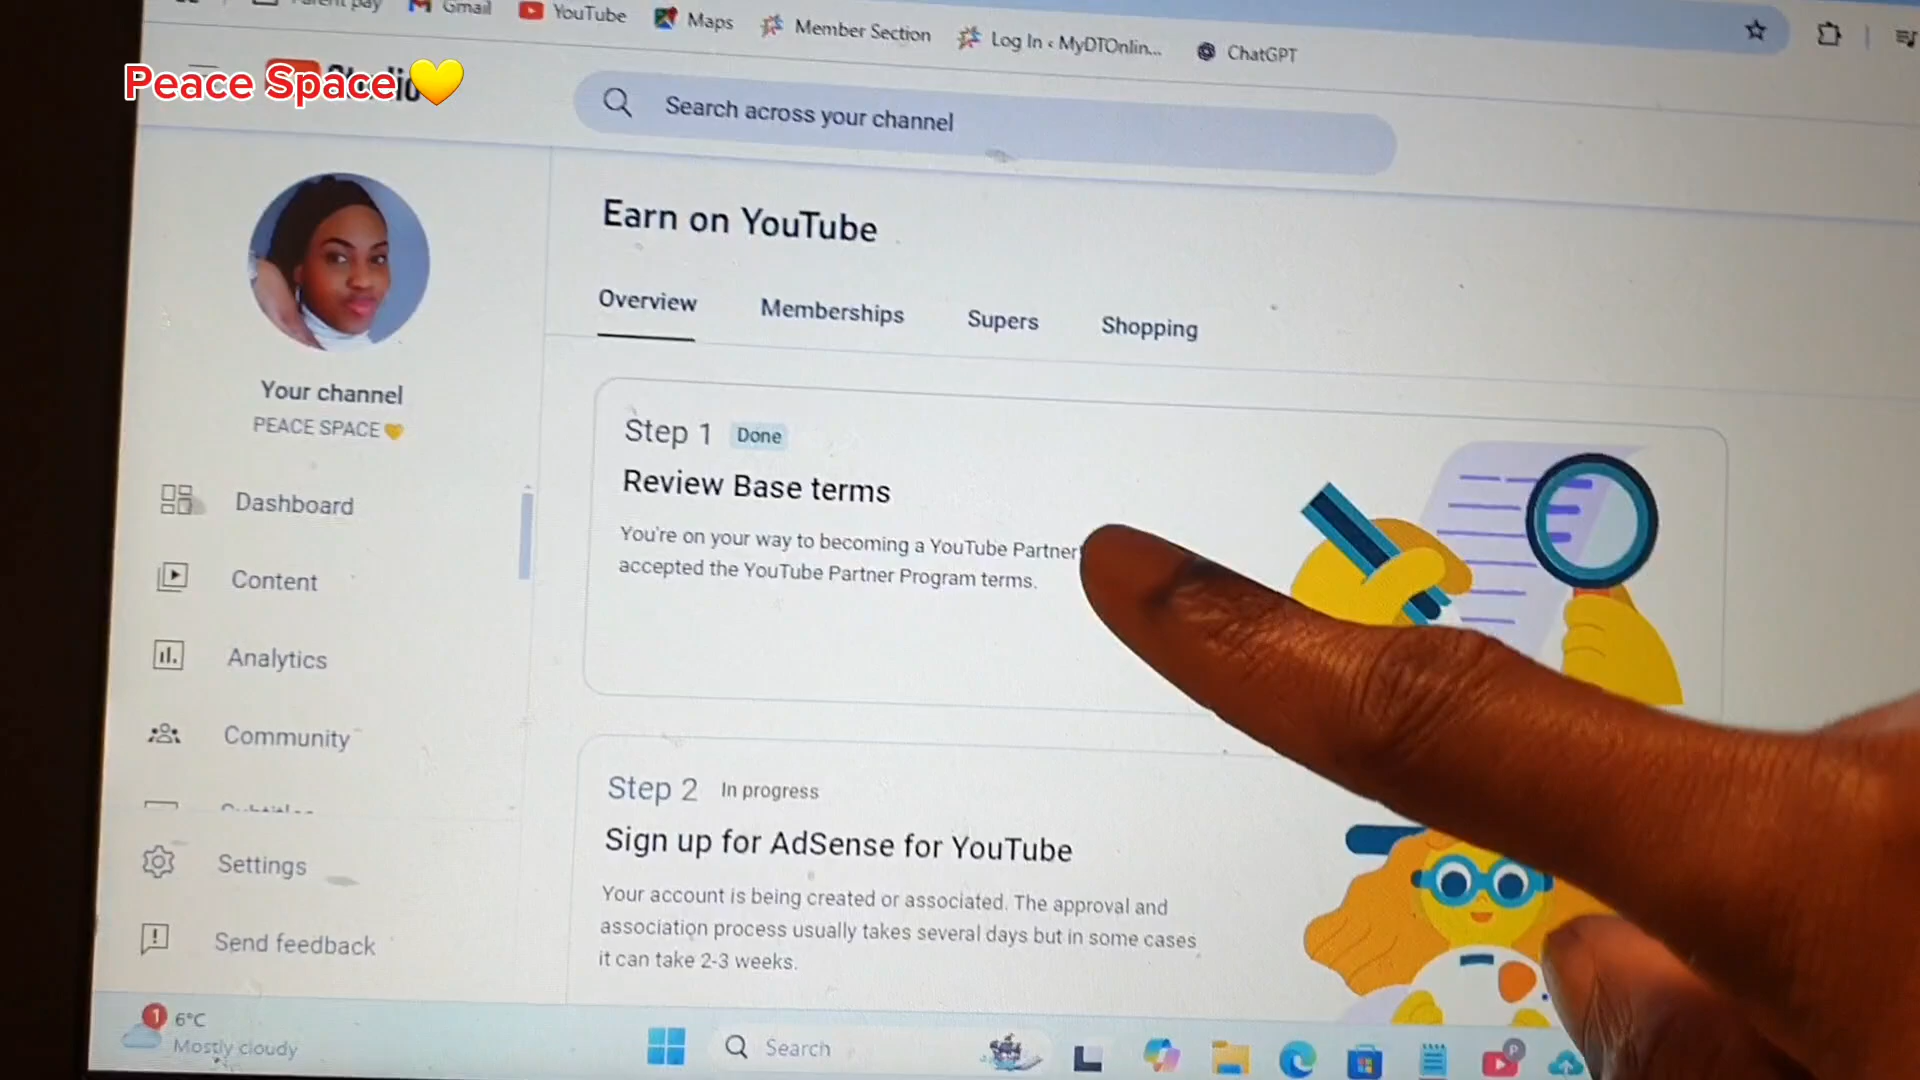 Parent pay Gmail YouTube Maps Member Section Log In ‹ MyDTOnlin... ChatGPT
Peace Space💛
Studio
Search across your channel
Earn on YouTube
Overview Memberships Supers Shopping
Your channel
PEACE SPACE💛
Dashboard
Content
Analytics
Community
Settings
Send feedback
Step 1 Done
Review Base terms
You're on your way to becoming a YouTube Partner
accepted the YouTube Partner Program terms.
Step 2 In progress
Sign up for AdSense for YouTube
Your account is being created or associated. The approval and
association process usually takes several days but in some cases
it can take 2-3 weeks.
1
6°C
Mostly cloudy
Search
P